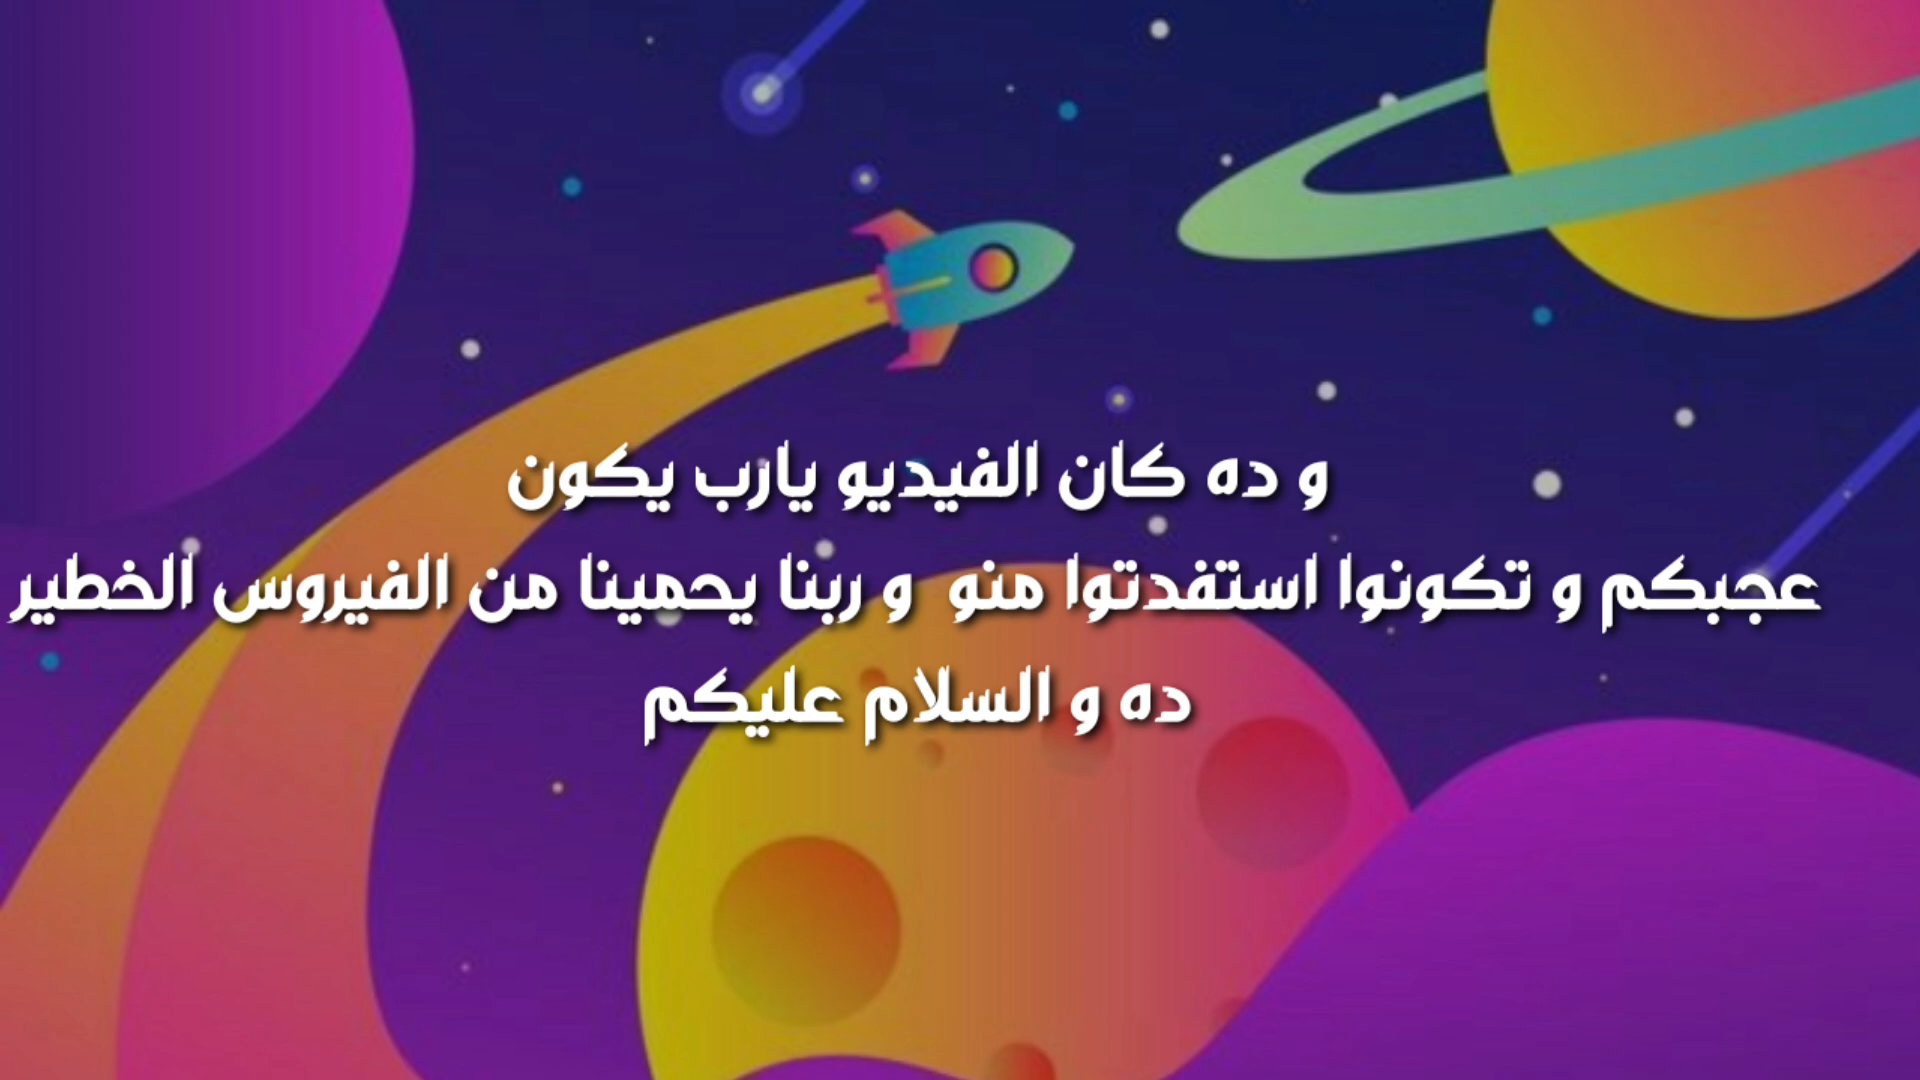 و ده كان الفيديو يارب يكون
عجبكم و تكونوا استفدتوا منو و ربنا يحمينا من الفيروس الخطير
ده و السلام عليكم